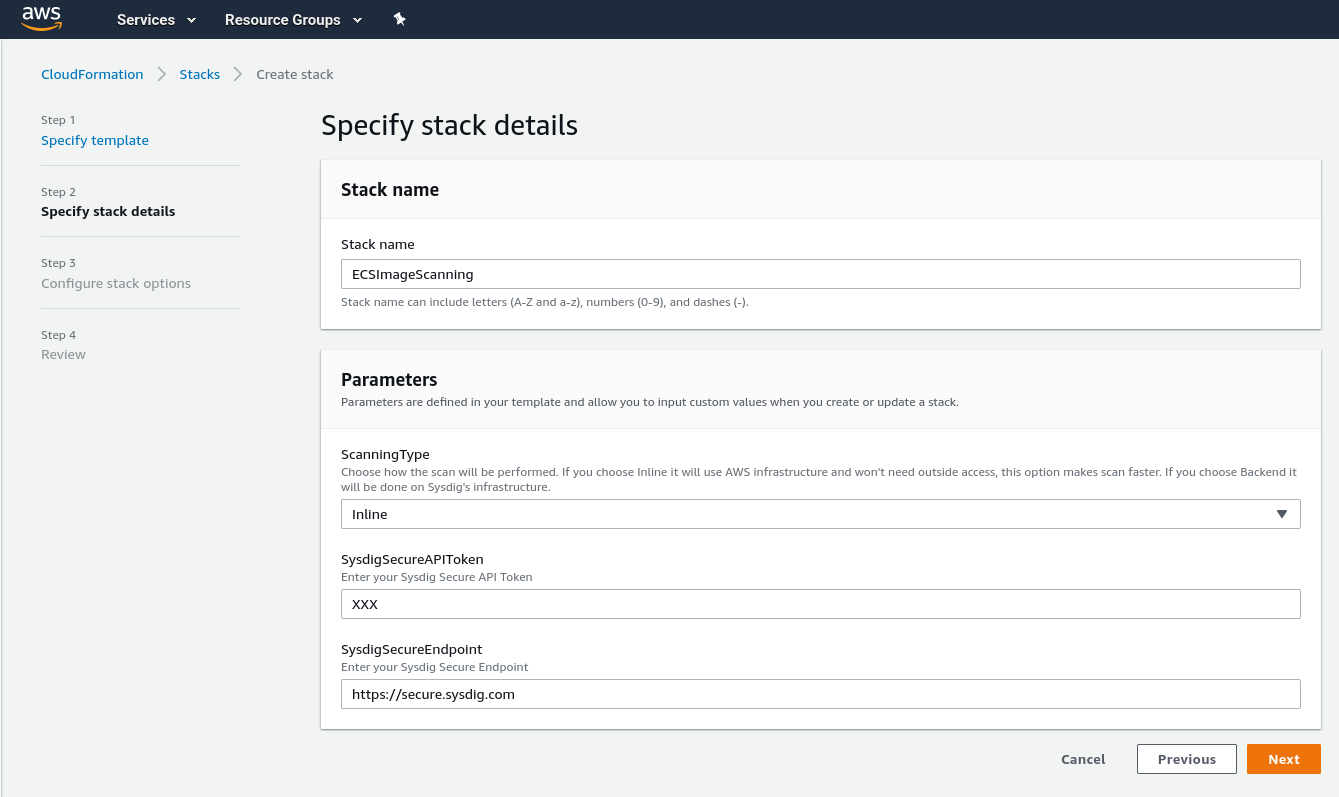 aws
Services
Resource Groups
CloudFormation
Stacks
Create stack
Step 1
Specify template
Step 2
Specify stack details
Step 3
Configure stack options
Step 4
Review
Specify stack details
Stack name
Stack name
ECSImageScanning
Stack name can include letters (A-Z and a-z), numbers (0-9), and dashes (-).
Parameters
Parameters are defined in your template and allow you to input custom values when you create or update a stack.
ScanningType
Choose how the scan will be performed. If you choose Inline it will use AWS infrastructure and won't need outside access, this option makes scan faster. If you choose Backend it
will be done on Sysdig's infrastructure.
Inline
SysdigSecureAPIToken
Enter your Sysdig Secure API Token
XXX
SysdigSecureEndpoint
Enter your Sysdig Secure Endpoint
https://secure.sysdig.com
Cancel
Previous
Next